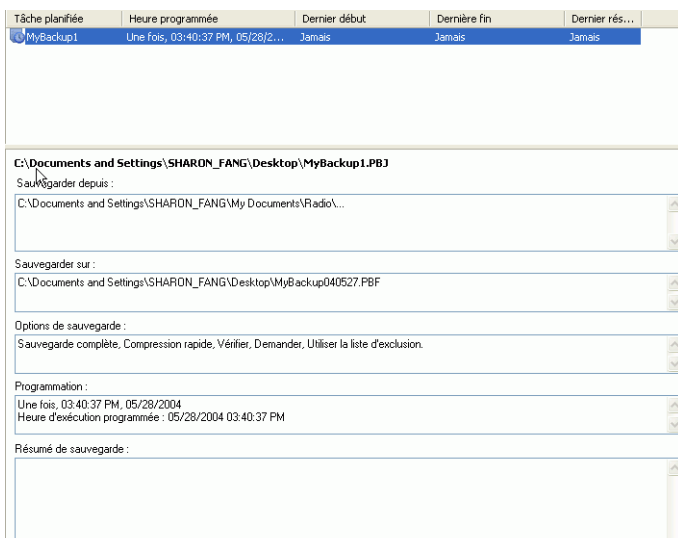 Tâche planifiée Heure programmée Dernier début Dernière fin Dernier rés...
MyBackup1 Une fois, 03:40:37 PM, 05/28/2... Jamais Jamais Jamais
C:\Documents and Settings\SHARON_FANG\Desktop\MyBackup1.PBJ
Sauvegarder depuis :
C:\Documents and Settings\SHARON_FANG\My Documents\Radio\...
Sauvegarder sur :
C:\Documents and Settings\SHARON_FANG\Desktop\MyBackup040527.PBF
Options de sauvegarde :
Sauvegarde complète, Compression rapide, Vérifier, Demander, Utiliser la liste d'exclusion.
Programmation :
Une fois, 03:40:37 PM, 05/28/2004
Heure d'exécution programmée : 05/28/2004 03:40:37 PM
Résumé de sauvegarde :